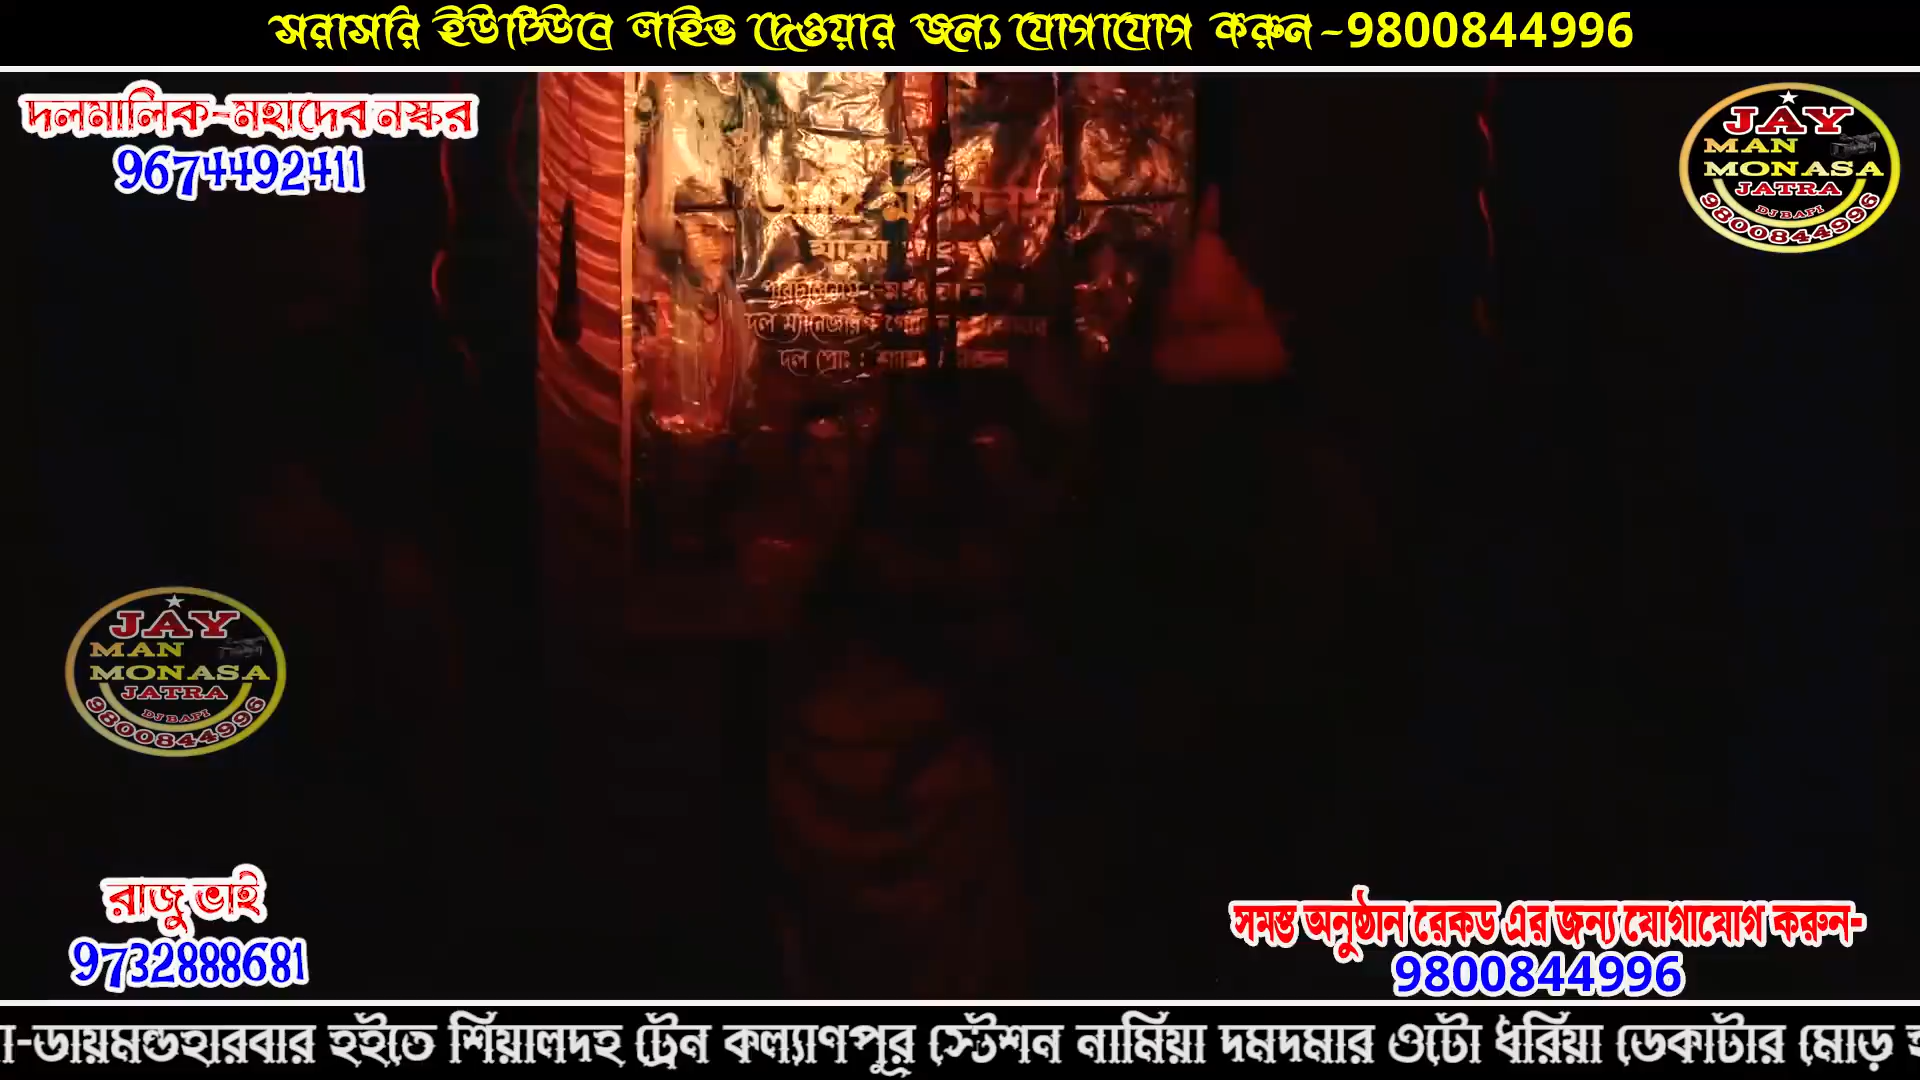 সরাসরি ইউটিউবে লাইভ দেওয়ার জন্য যোগাযোগ করুন-9800844996
দলমালিক-মহাদেব নস্কর
9674492411
JAY
MAN
MONASA
JATRA
DJ BAPI
9800844996
যাত্রা
দল ম্যানেজার
দল প্রোঃ :
JAY
MAN
MONASA
JATRA
DJ BAPI
9800844996
রাজু ভাই
9732888681
সমস্ত অনুষ্ঠান রেকড এর জন্য যোগাযোগ করুন-
9800844996
-ডায়মন্ডহারবার হইতে শিয়ালদহ ট্রেন কল্যাণপুর স্টেশন নামিয়া দমদমার ওটো ধরিয়া ডেকাটার মোড়